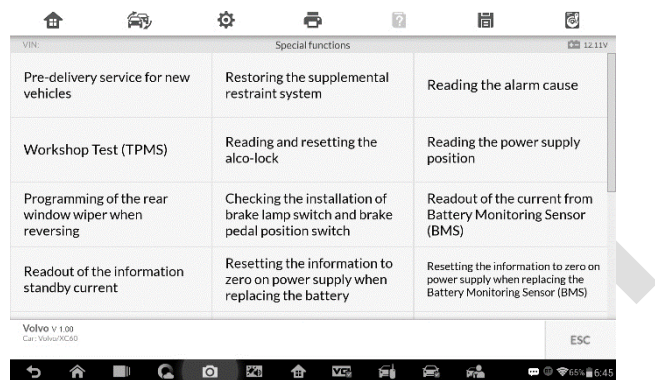 VIN:
Special functions
12.11V
Pre-delivery service for new
vehicles
Restoring the supplemental
restraint system
Reading the alarm cause
Workshop Test (TPMS)
Reading and resetting the
alco-lock
Reading the power supply
position
Programming of the rear
window wiper when
reversing
Checking the installation of
brake lamp switch and brake
pedal position switch
Readout of the current from
Battery Monitoring Sensor
(BMS)
Readout of the information
standby current
Resetting the information to
zero on power supply when
replacing the battery
Resetting the information to zero on
power supply when replacing the
Battery Monitoring Sensor (BMS)
Volvo V 1.00
Car: Volvo/XC60
ESC
65% 6:45